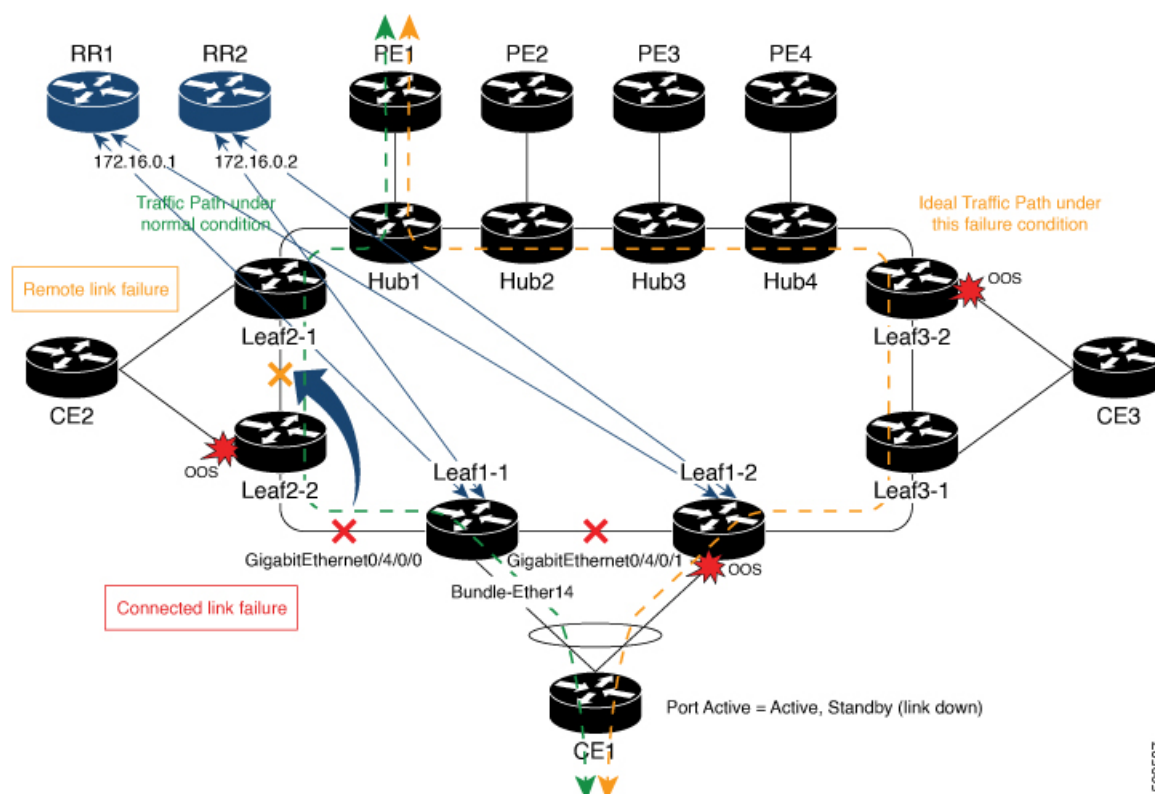 RR1
RR2
PE1
PE2
PE3
PE4
172.16.0.1
172.16.0.2
Traffic Path under
normal condition
Ideal Traffic Path under
this failure condition
Hub1
Hub2
Hub3
Hub4
OOS
Remote link failure
Leaf2-1
Leaf3-2
CE2
CE3
OOS
Leaf2-2
Leaf1-1
Leaf1-2
Leaf3-1
GigabitEthernet0/4/0/0
GigabitEthernet0/4/0/1
OOS
Bundle-Ether14
Connected link failure
Port Active = Active, Standby (link down)
CE1